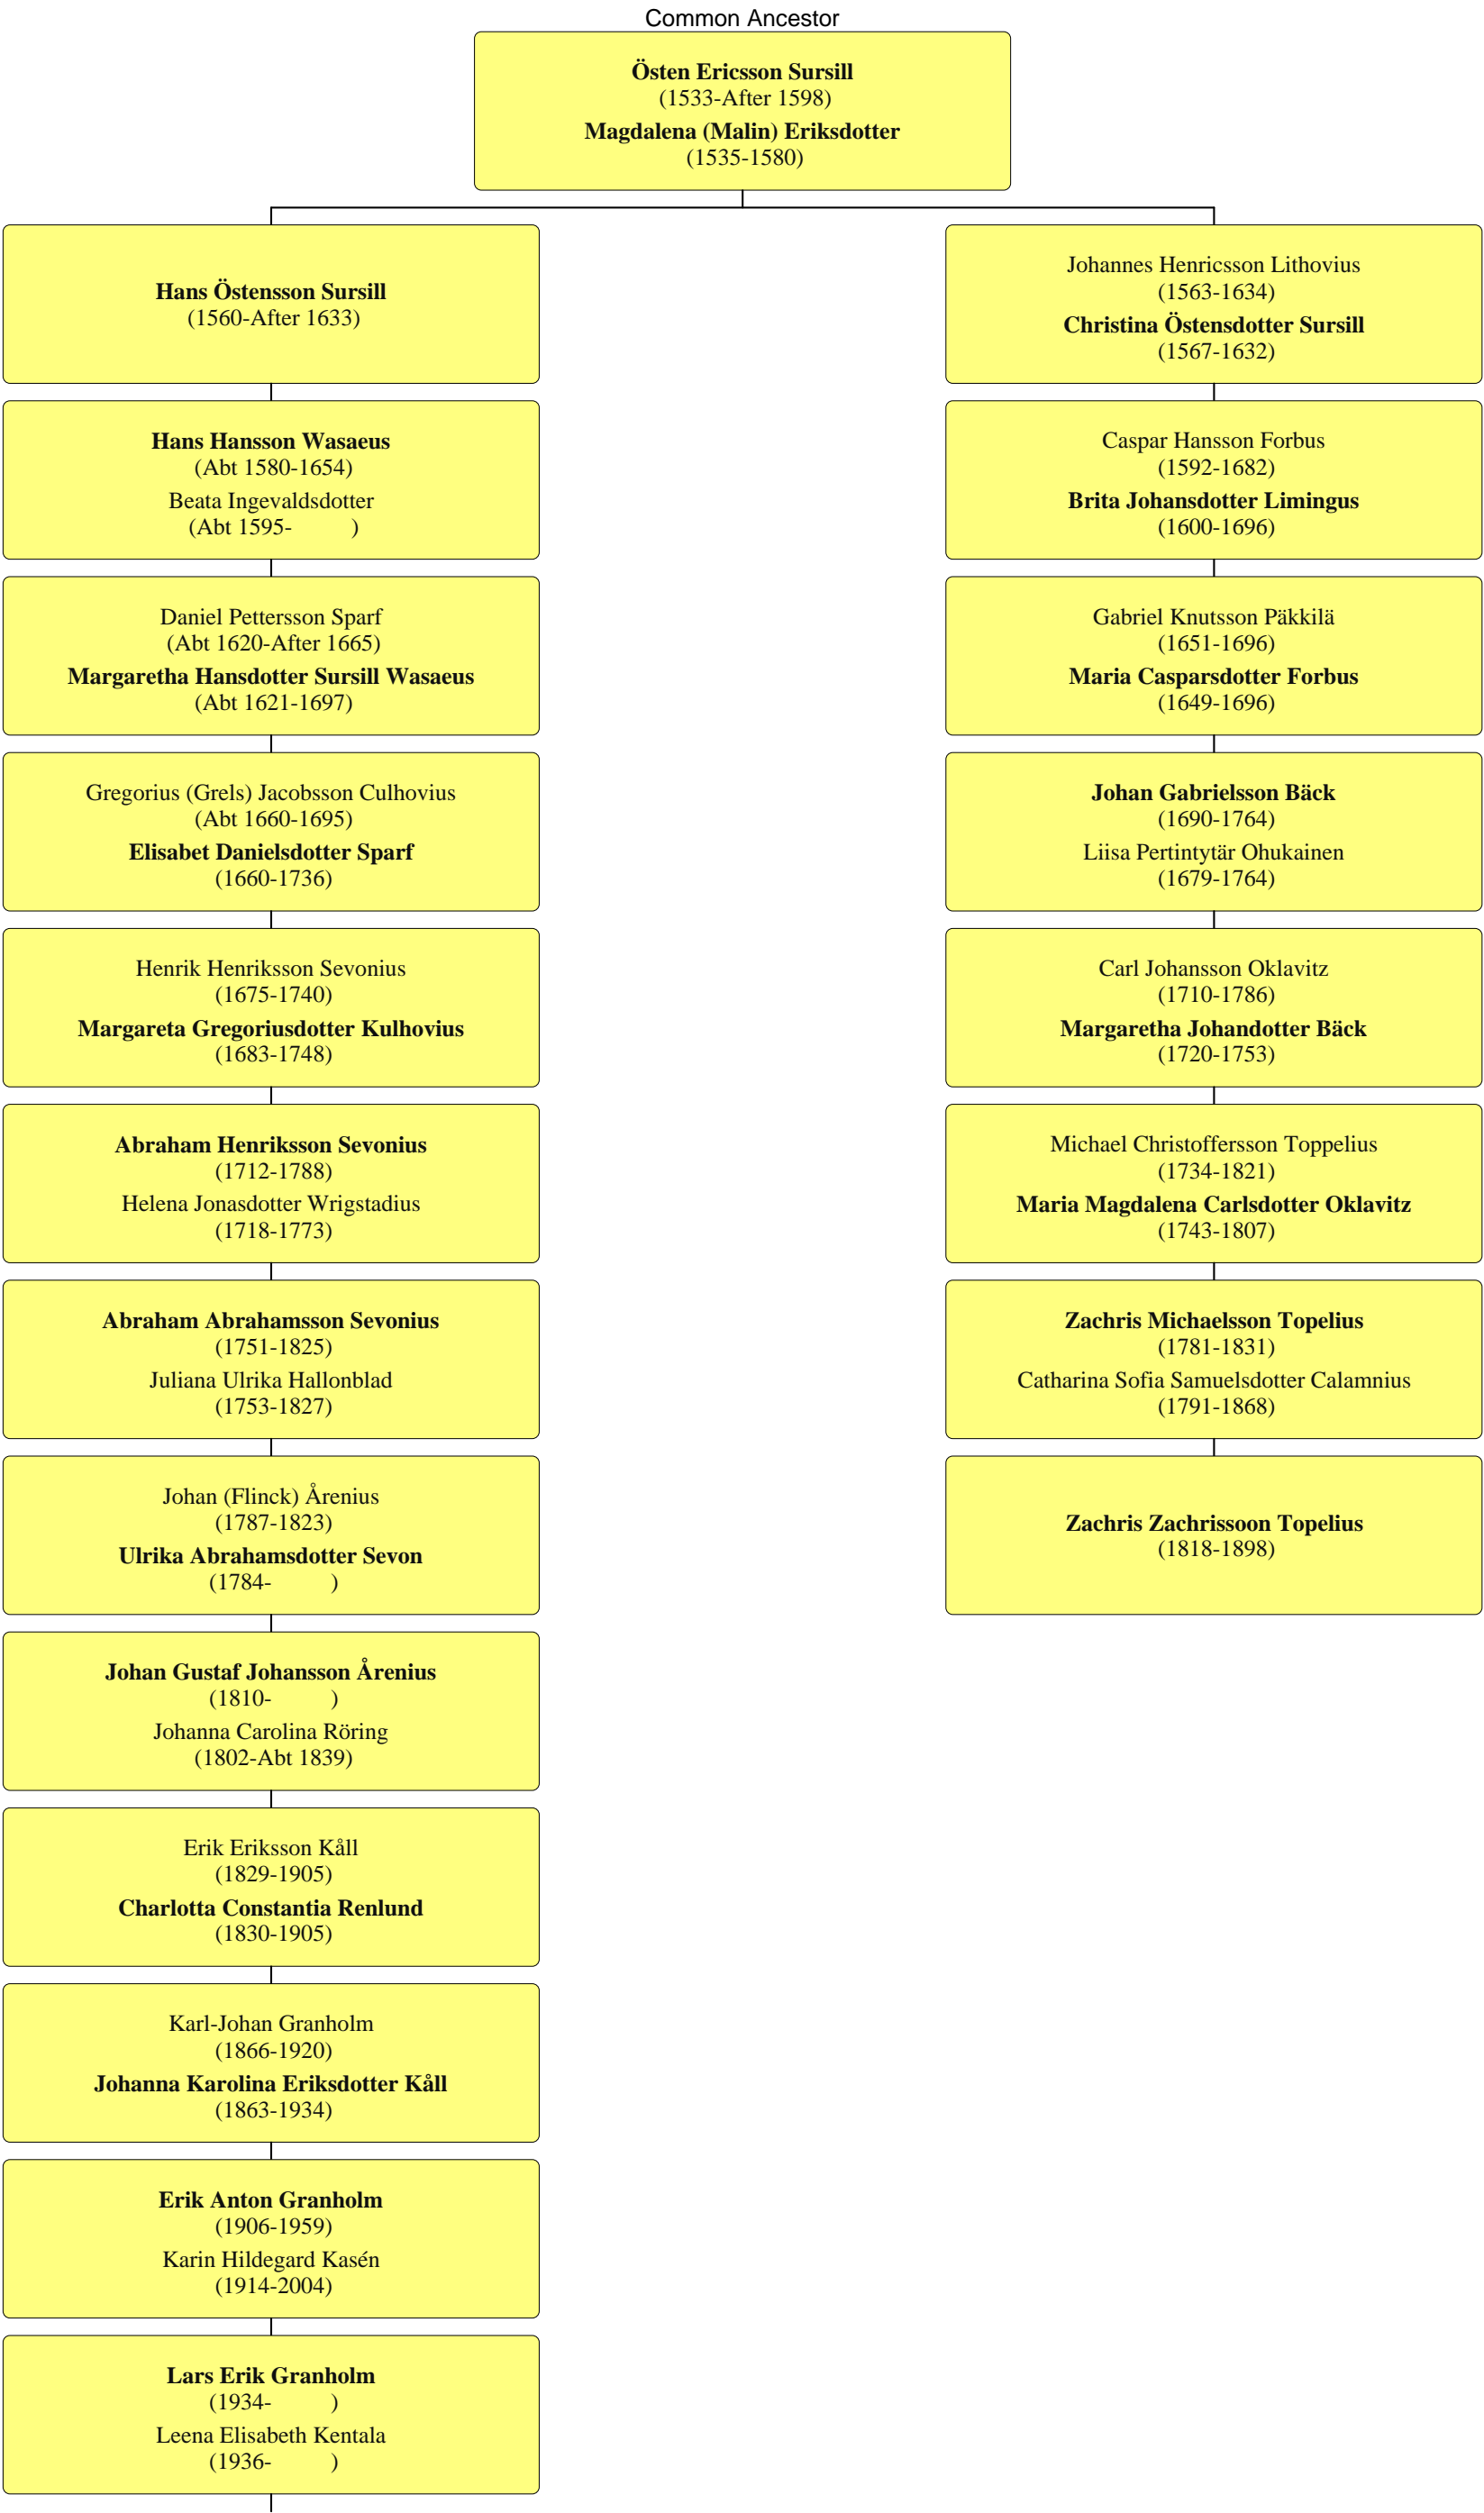 Common Ancestor
Östen Ericsson Sursill
(1533-After 1598)
Magdalena (Malin) Eriksdotter
(1535-1580)
Hans Östensson Sursill
(1560-After 1633)
Johannes Henricsson Lithovius
(1563-1634)
Christina Östensdotter Sursill
(1567-1632)
Hans Hansson Wasaeus
(Abt 1580-1654)
Beata Ingevaldsdotter
(Abt 1595- )
Caspar Hansson Forbus
(1592-1682)
Brita Johansdotter Limingus
(1600-1696)
Daniel Pettersson Sparf
(Abt 1620-After 1665)
Margaretha Hansdotter Sursill Wasaeus
(Abt 1621-1697)
Gabriel Knutsson Päkkilä
(1651-1696)
Maria Casparsdotter Forbus
(1649-1696)
Gregorius (Grels) Jacobsson Culhovius
(Abt 1660-1695)
Elisabet Danielsdotter Sparf
(1660-1736)
Johan Gabrielsson Bäck
(1690-1764)
Liisa Pertintytär Ohukainen
(1679-1764)
Henrik Henriksson Sevonius
(1675-1740)
Margareta Gregoriusdotter Kulhovius
(1683-1748)
Carl Johansson Oklavitz
(1710-1786)
Margaretha Johandotter Bäck
(1720-1753)
Abraham Henriksson Sevonius
(1712-1788)
Helena Jonasdotter Wrigstadius
(1718-1773)
Michael Christoffersson Toppelius
(1734-1821)
Maria Magdalena Carlsdotter Oklavitz
(1743-1807)
Abraham Abrahamsson Sevonius
(1751-1825)
Juliana Ulrika Hallonblad
(1753-1827)
Zachris Michaelsson Topelius
(1781-1831)
Catharina Sofia Samuelsdotter Calamnius
(1791-1868)
Johan (Flinck) Årenius
(1787-1823)
Ulrika Abrahamsdotter Sevon
(1784- )
Zachris Zachrissoon Topelius
(1818-1898)
Johan Gustaf Johansson Årenius
(1810- )
Johanna Carolina Röring
(1802-Abt 1839)
Erik Eriksson Kåll
(1829-1905)
Charlotta Constantia Renlund
(1830-1905)
Karl-Johan Granholm
(1866-1920)
Johanna Karolina Eriksdotter Kåll
(1863-1934)
Erik Anton Granholm
(1906-1959)
Karin Hildegard Kasén
(1914-2004)
Lars Erik Granholm
(1934- )
Leena Elisabeth Kentala
(1936- )